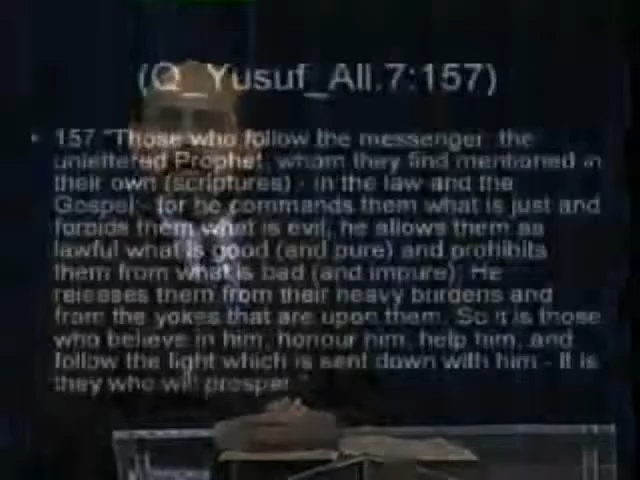 (Q_Yusuf_Ali.7:157)
• 157 "Those who follow the messenger, the
unlettered Prophet, whom they find mentioned in
their own (scriptures),- in the law and the
Gospel;- for he commands them what is just and
forbids them what is evil; he allows them as
lawful what is good (and pure) and prohibits
them from what is bad (and impure); He
releases them from their heavy burdens and
from the yokes that are upon them. So it is those
who believe in him, honour him, help him, and
follow the light which is sent down with him - It is
they who will prosper."